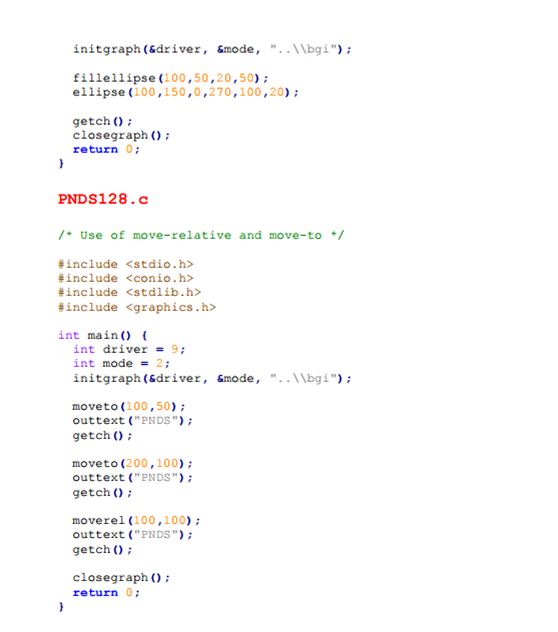 initgraph(&driver, &mode, "..\\bgi");
fillellipse(100,50,20,50);
ellipse(100,150,0,270,100,20);
getch();
closegraph();
return 0;
}
PNDS128.c
/* Use of move-relative and move-to */
#include <stdio.h>
#include <conio.h>
#include <stdlib.h>
#include <graphics.h>
int main() {
int driver = 9;
int mode = 2;
initgraph(&driver, &mode, "..\\bgi");
moveto(100,50);
outtext("PNDS");
getch();
moveto(200,100);
outtext("PNDS");
getch();
moverel(100,100);
outtext("PNDS");
getch();
closegraph();
return 0;
}